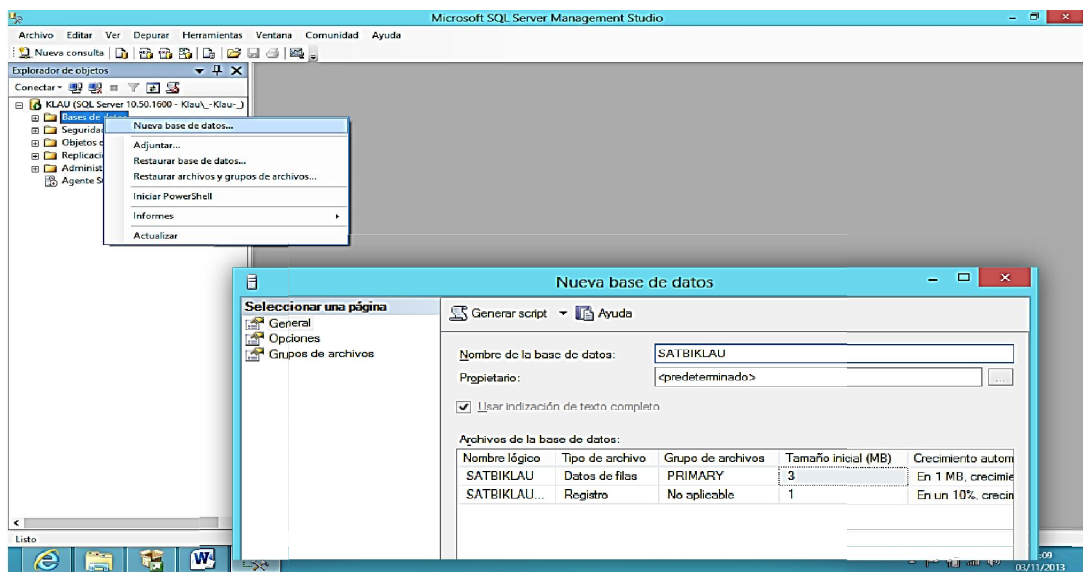 Microsoft SQL Server Management Studio
Archivo Editar Ver Depurar Herramientas Ventana Comunidad Ayuda
Nueva consulta
Explorador de objetos
Conectar
KLAU (SQL Server 10.50.1600 - Klau\_-Klau-_)
Bases de
Nueva base de datos...
Segurida
Adjuntar...
Objetos
Restaurar base de datos...
Replicaci
Restaurar archivos y grupos de archivos...
Administ
Agente S
Iniciar PowerShell
Informes
Actualizar
Nueva base de datos
Seleccionar una página
General
Opciones
Grupos de archivos
Generar script Ayuda
Nombre de la base de datos: SATBIKLAU
Propietario: <predeterminado> ...
Usar indización de texto completo
Archivos de la base de datos:
Nombre lógico Tipo de archivo Grupo de archivos Tamaño inicial (MB) Crecimiento autom
SATBIKLAU Datos de filas PRIMARY 3 En 1 MB, crecimie
SATBIKLAU... Registro No aplicable 1 En un 10%, crecim
Listo
:09
03/11/2013